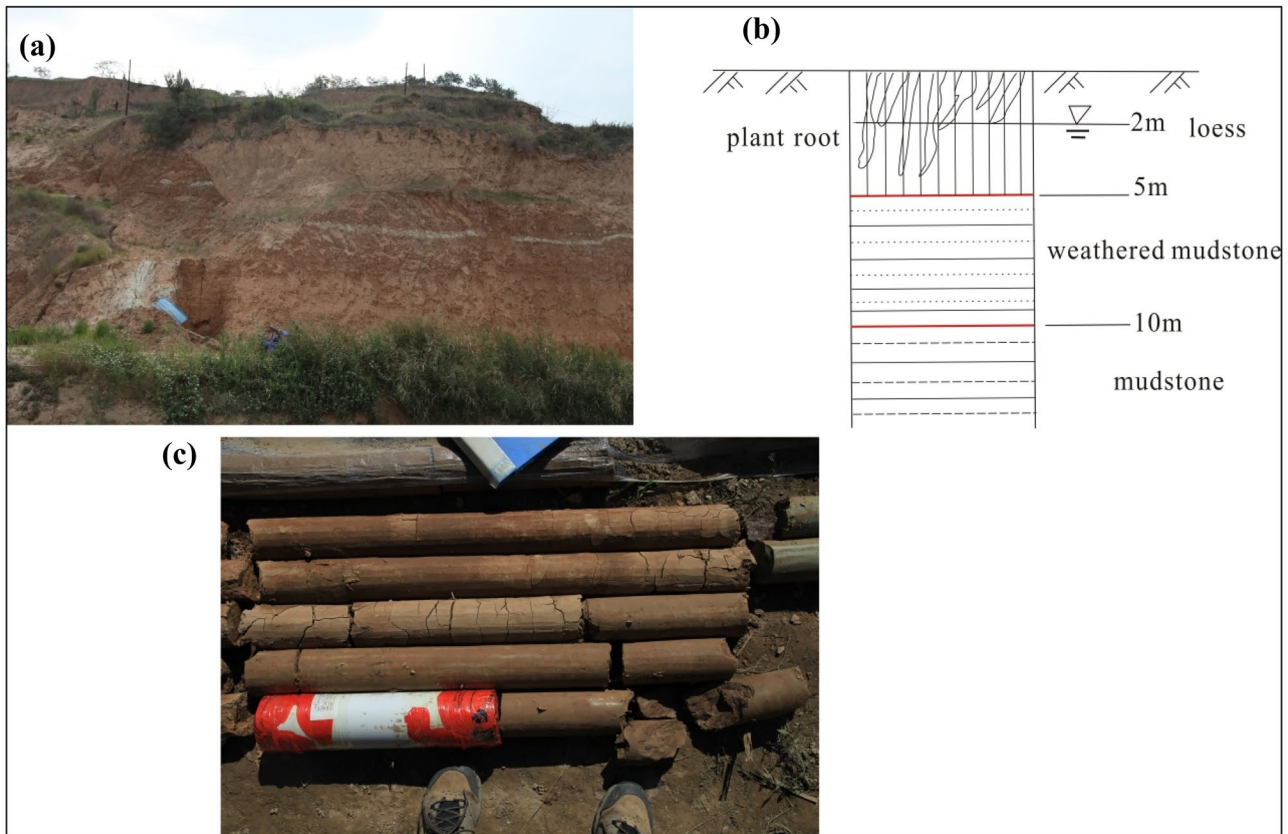 (a)
(b)
plant root
2m
loess
5m
weathered mudstone
10m
mudstone
(c)